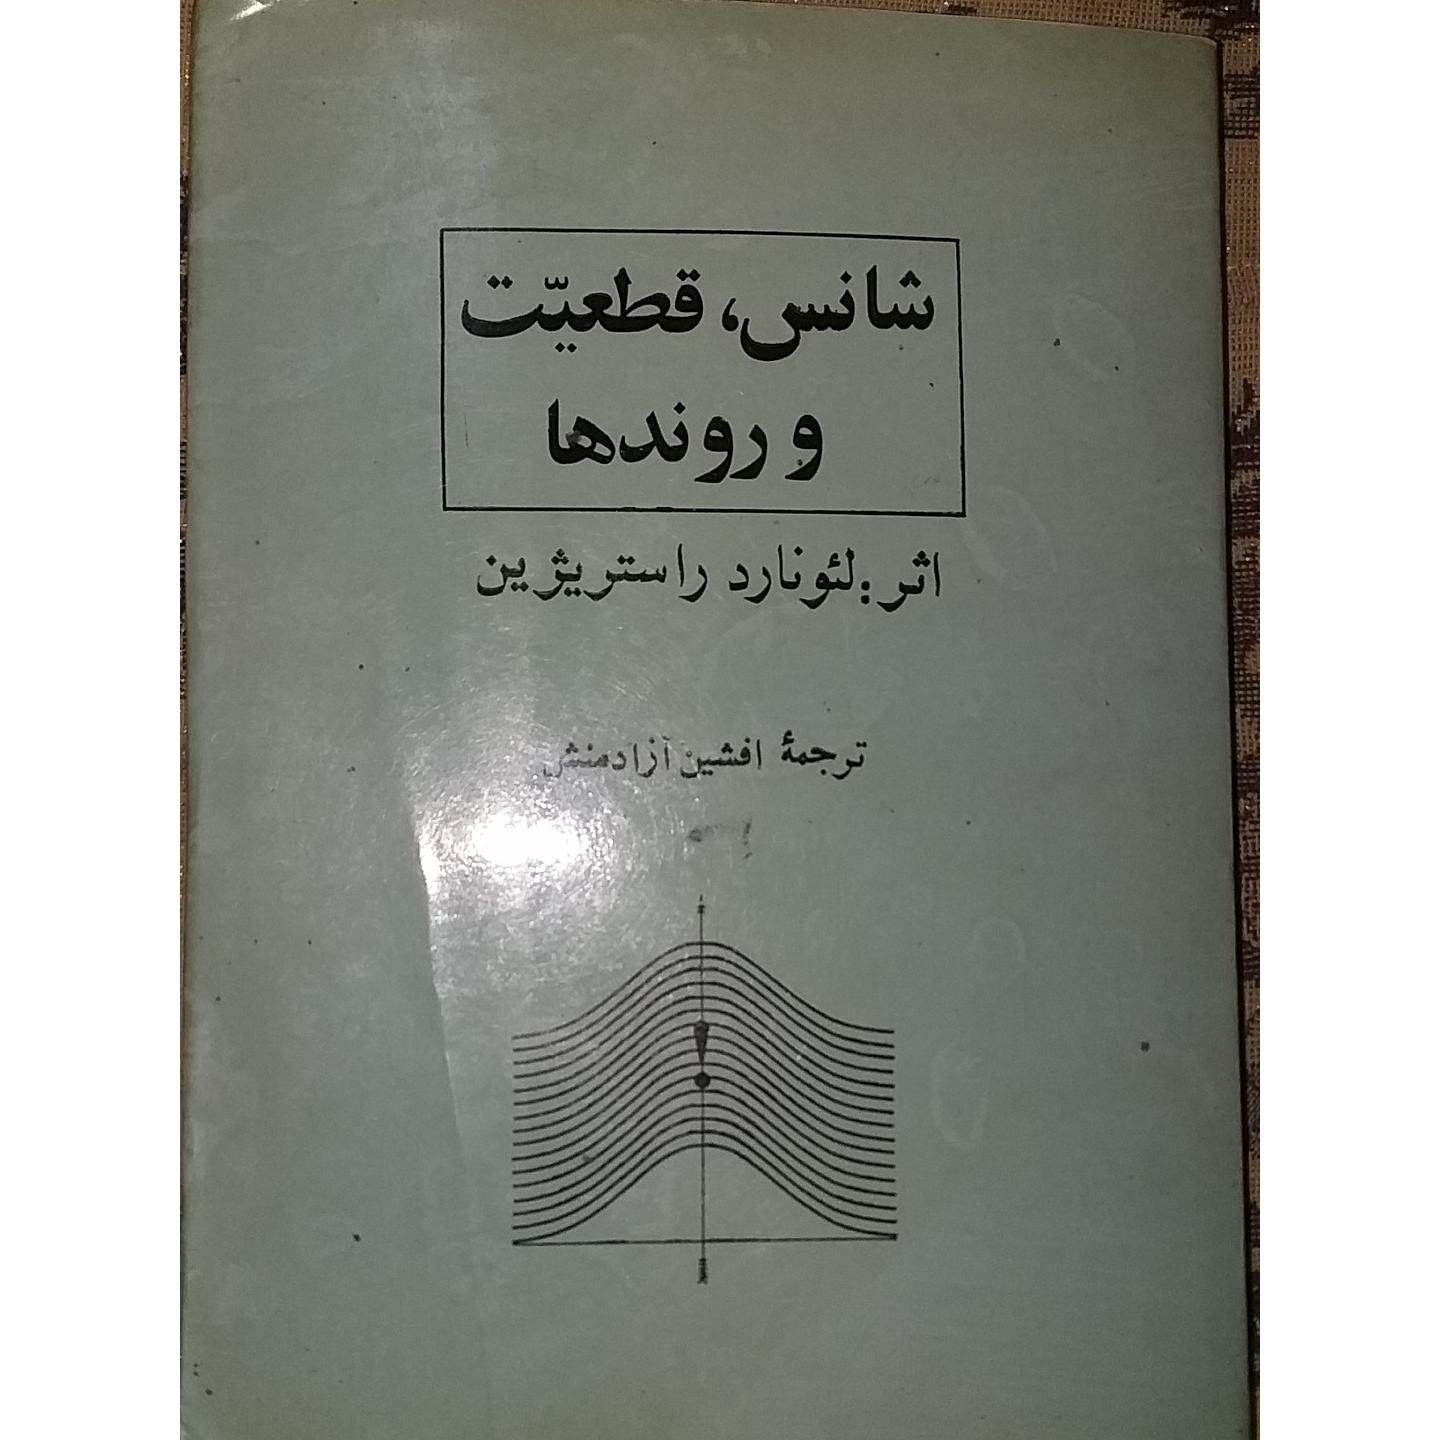 شانس، قطعیّت
و روندها
اثر: لئونارد راستریژین
ترجمهٔ افشین آزادمنش